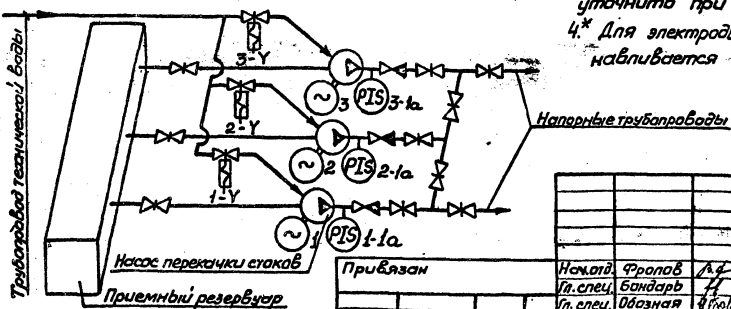 уточнить при
4.* Для электродв
навливается
Трубопровод технической воды
3-Y
3
PIS
3-1а
2-Y
2
PIS
2-1а
Напорные трубопроводы
1-Y
1
PIS
1-1а
Насос перекачки стоков
Приемный резервуар
Привязан
Нач.отд. Фролов
Гл.спец. Бондарь
Гл.спец. Обозная